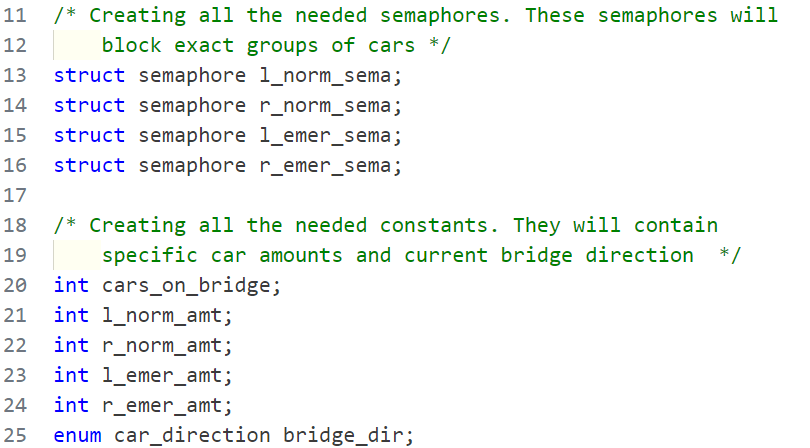 11 /* Creating all the needed semaphores. These semaphores will
12     block exact groups of cars */
13 struct semaphore l_norm_sema;
14 struct semaphore r_norm_sema;
15 struct semaphore l_emer_sema;
16 struct semaphore r_emer_sema;
17
18 /* Creating all the needed constants. They will contain
19     specific car amounts and current bridge direction  */
20 int cars_on_bridge;
21 int l_norm_amt;
22 int r_norm_amt;
23 int l_emer_amt;
24 int r_emer_amt;
25 enum car_direction bridge_dir;